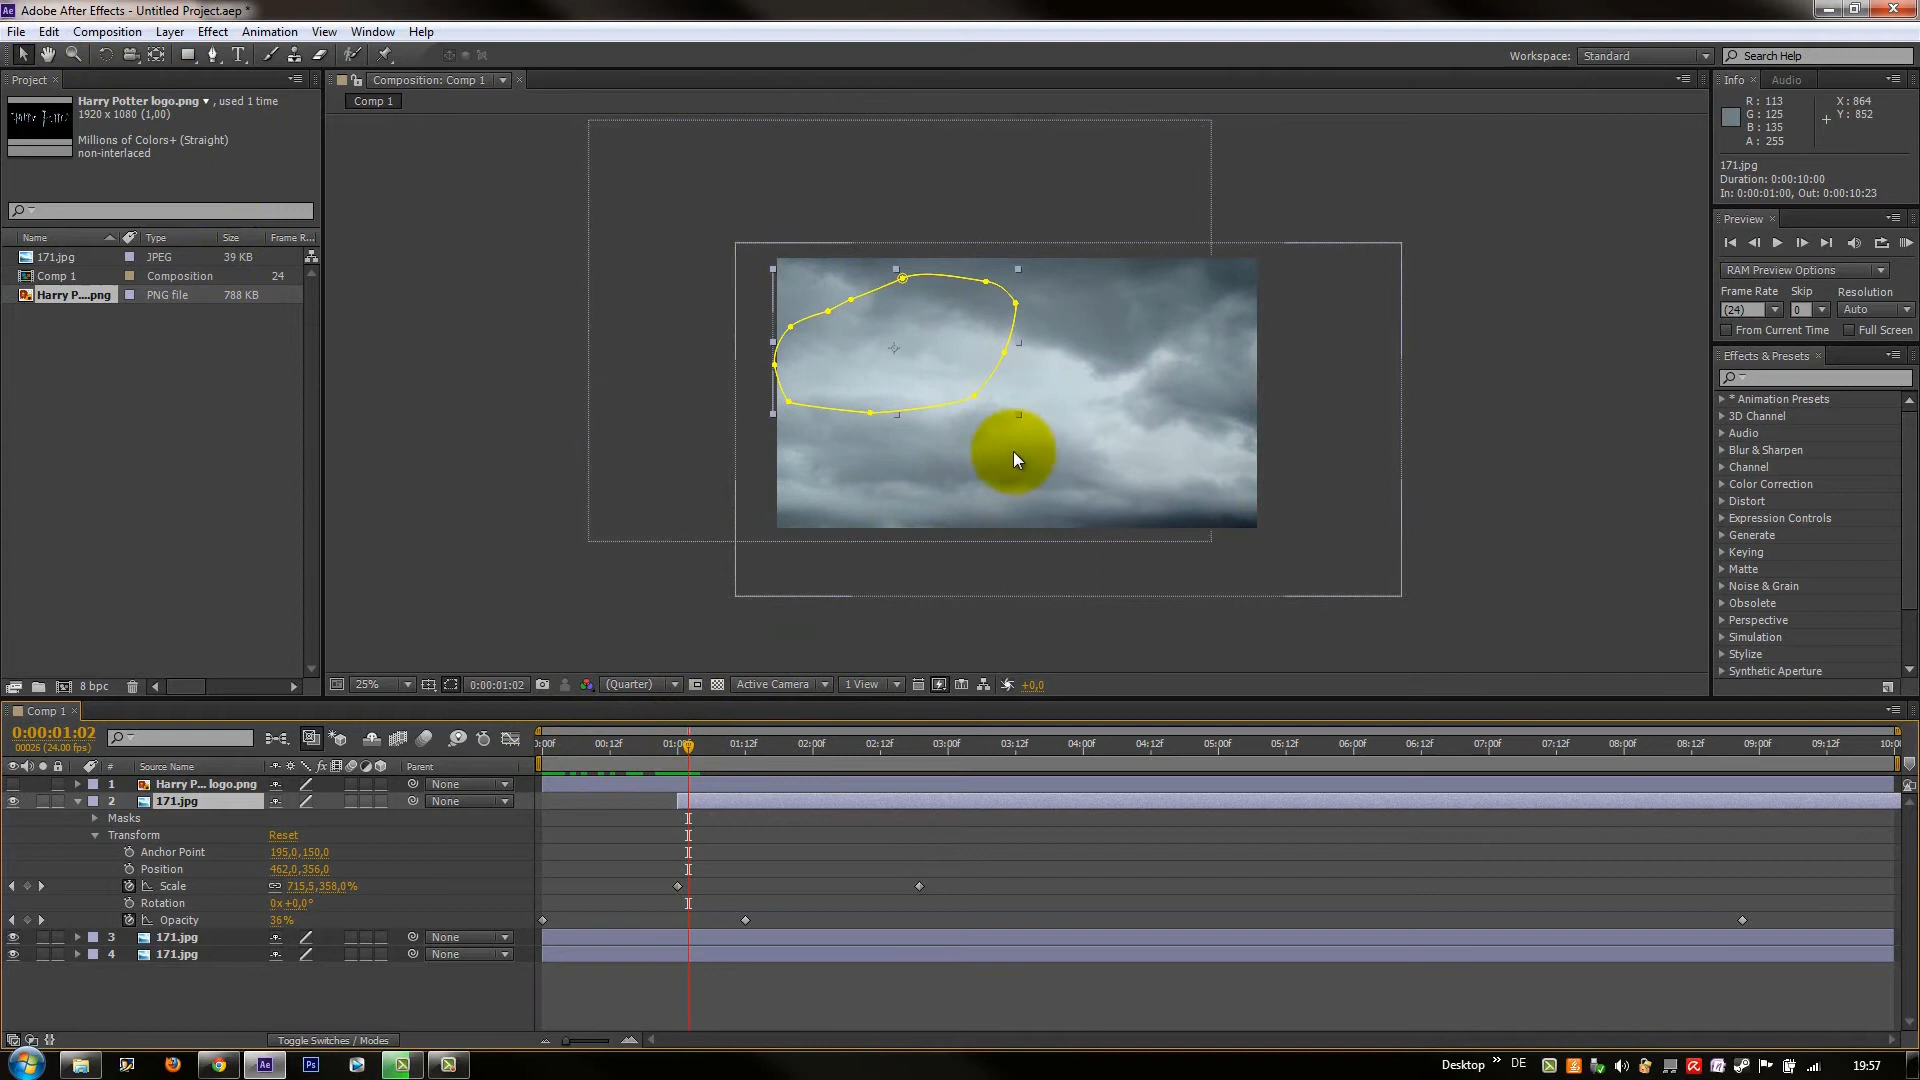 Adobe After Effects - Untitled Project.aep *
File Edit Composition Layer Effect Animation View Window Help
Workspace: Standard Search Help
Project
Harry Potter logo.png , used 1 time
1920 x 1080 (1,00)
Millions of Colors+ (Straight)
non-interlaced
Name Type Size Frame R...
171.jpg JPEG 39 KB
Comp 1 Composition 24
Harry P....png PNG file 788 KB
8 bpc
Composition: Comp 1
Comp 1
25% 0:00:01:02 (Quarter) Active Camera 1 View +0,0
Info Audio
R : 113
G : 125
B : 135
A : 255
X : 864
Y : 852
171.jpg
Duration: 0:00:10:00
In: 0:00:01:00, Out: 0:00:10:23
Preview
RAM Preview Options
Frame Rate Skip Resolution
(24) 0 Auto
From Current Time Full Screen
Effects & Presets
* Animation Presets
3D Channel
Audio
Blur & Sharpen
Channel
Color Correction
Distort
Expression Controls
Generate
Keying
Matte
Noise & Grain
Obsolete
Perspective
Simulation
Stylize
Synthetic Aperture
Comp 1
0:00:01:02
00026 (24.00 fps)
:00f 00:12f 01:00f 01:12f 02:00f 02:12f 03:00f 03:12f 04:00f 04:12f 05:00f 05:12f 06:00f 06:12f 07:00f 07:12f 08:00f 08:12f 09:00f 09:12f 10:00
# Source Name Parent
1 Harry P... logo.png None
2 171.jpg None
Masks
Transform Reset
Anchor Point 195,0,150,0
Position 462,0,356,0
Scale 715,5,358,0%
Rotation 0x+0,0°
Opacity 36%
3 171.jpg None
4 171.jpg None
Toggle Switches / Modes
Desktop DE 19:57